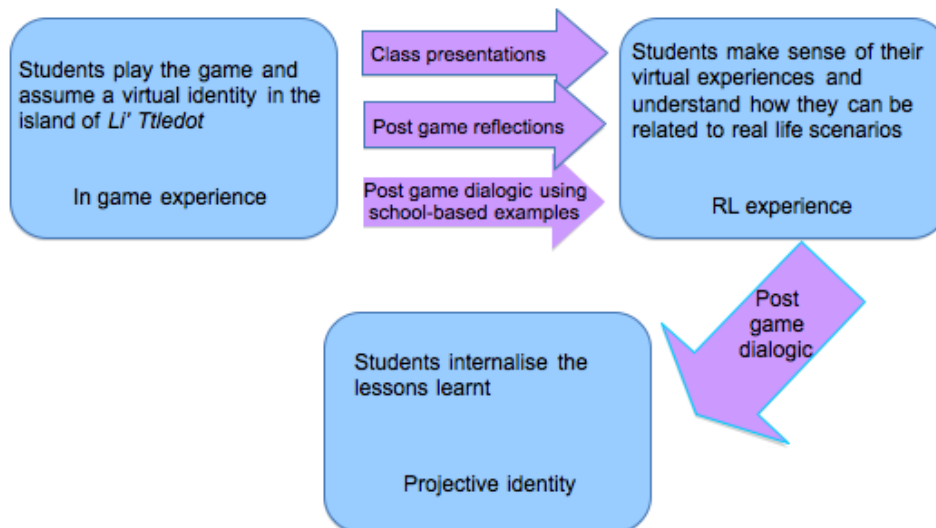 Students play the game and
assume a virtual identity in the
island of Li' Ttledot
In game experience
Class presentations
Post game reflections
Post game dialogic using
school-based examples
Students make sense of their
virtual experiences and
understand how they can be
related to real life scenarios
RL experience
Post
game
dialogic
Students internalise the
lessons learnt
Projective identity